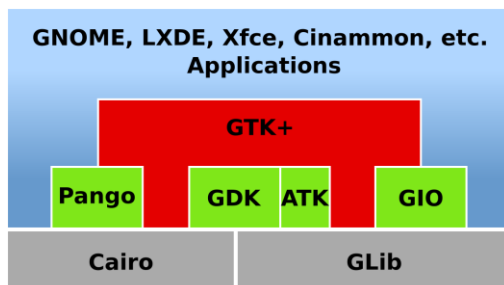 GNOME, LXDE, Xfce, Cinammon, etc.
Applications
GTK+
Pango
GDK
ATK
GIO
Cairo
GLib